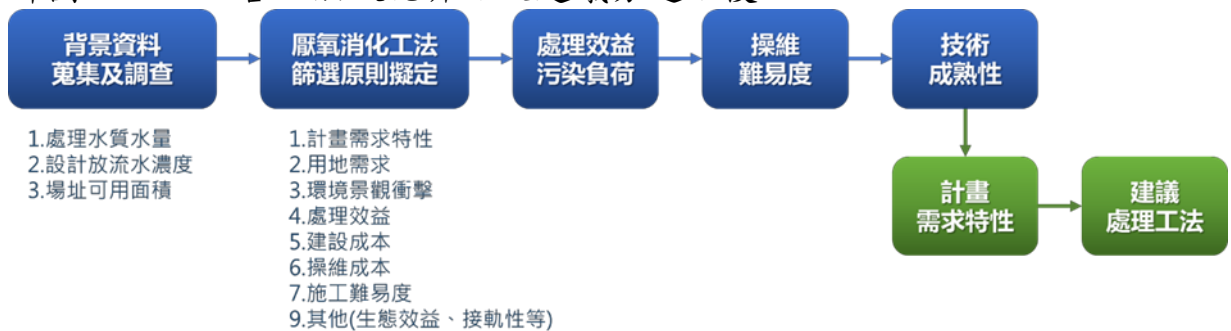 背景資料
蒐集及調查
厭氧消化工法
篩選原則擬定
處理效益
污染負荷
操維
難易度
技術
成熟性
1.處理水質水量
2.設計放流水濃度
3.場址可用面積
1.計畫需求特性
2.用地需求
3.環境景觀衝擊
4.處理效益
5.建設成本
6.操維成本
7.施工難易度
9.其他(生態效益、接軌性等)
計畫
需求特性
建議
處理工法